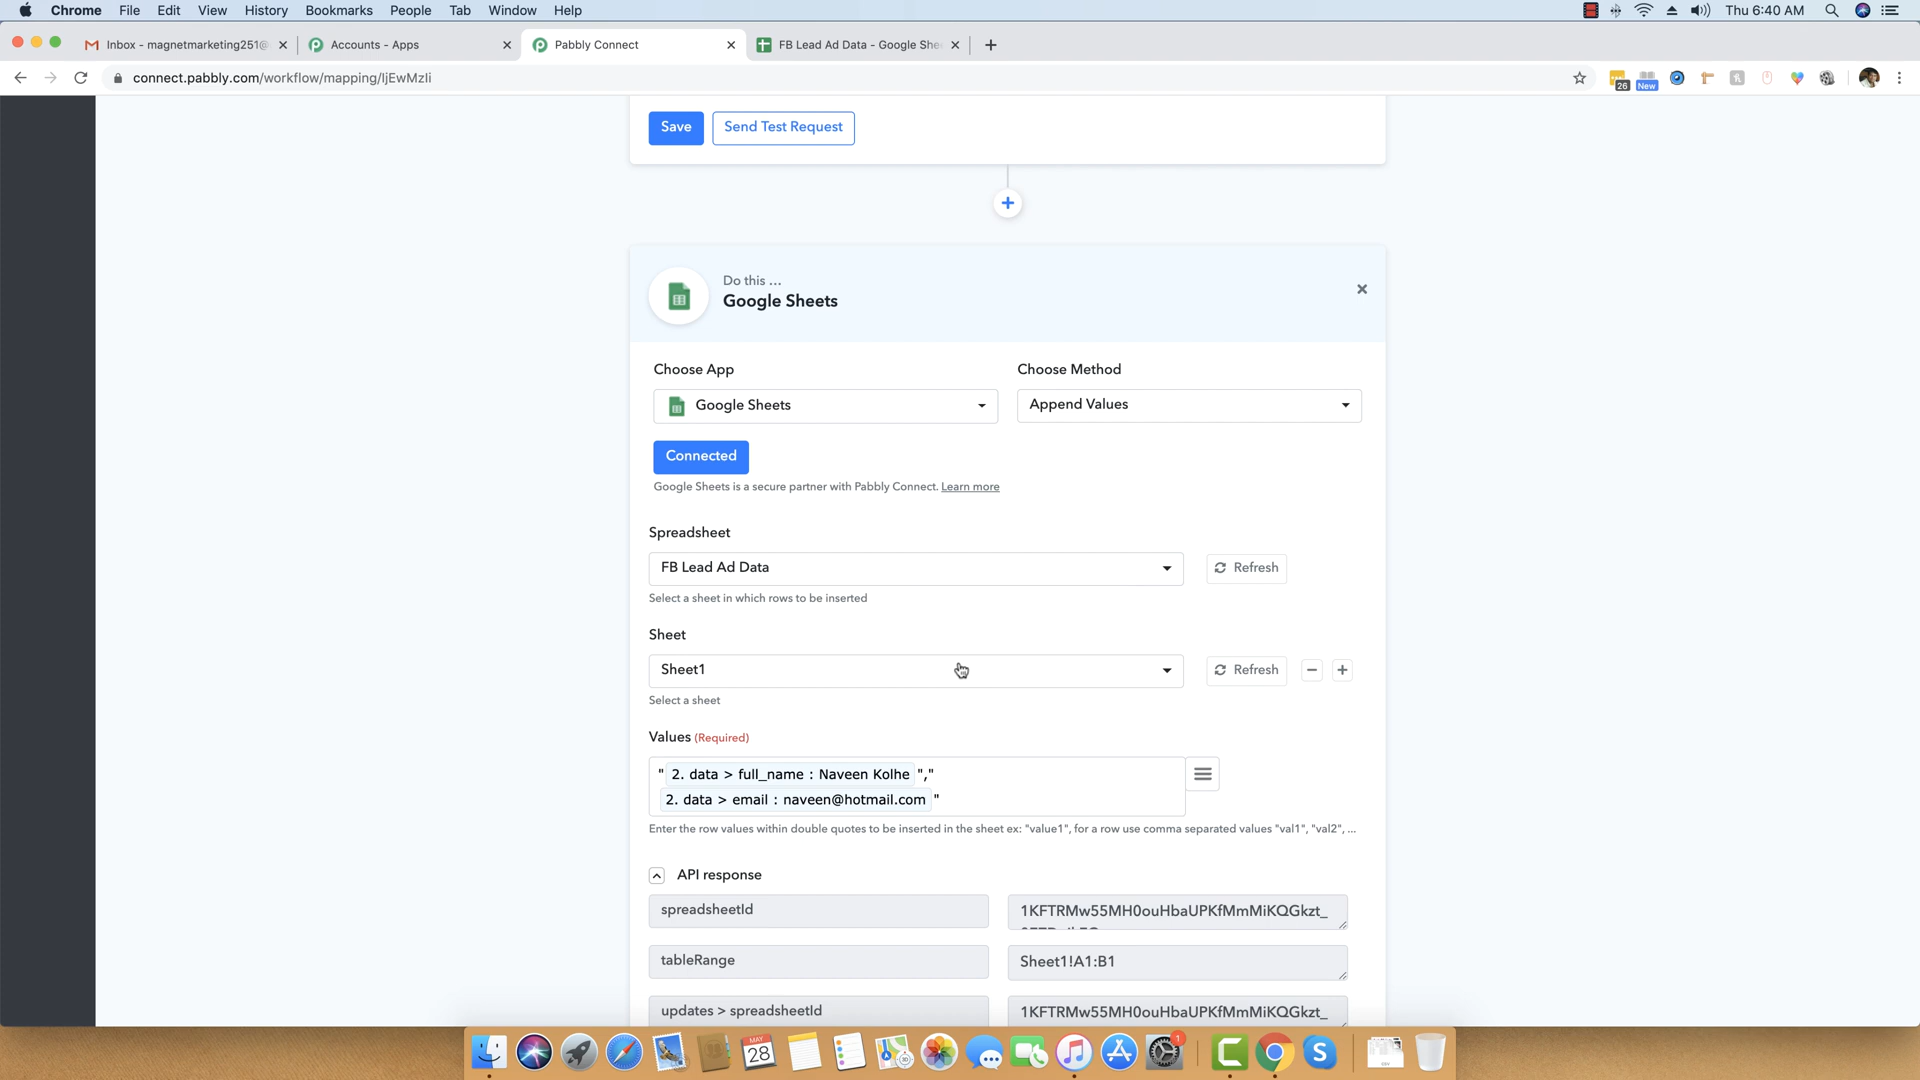 Chrome File Edit View History Bookmarks People Tab Window Help Thu 6:40 AM
Inbox - magnetmarketing251@ Accounts - Apps Pabbly Connect FB Lead Ad Data - Google She
connect.pabbly.com/workflow/mapping/IjEwMzIi 26 New
Save Send Test Request
Do this ...
Google Sheets
Choose App Choose Method
Google Sheets Append Values
Connected
Google Sheets is a secure partner with Pabbly Connect. Learn more
Spreadsheet
FB Lead Ad Data Refresh
Select a sheet in which rows to be inserted
Sheet
Sheet1 Refresh
Select a sheet
Values (Required)
" 2. data > full_name : Naveen Kolhe ","
2. data > email : naveen@hotmail.com "
Enter the row values within double quotes to be inserted in the sheet ex: "value1", for a row use comma separated values "val1", "val2", ...
API response
spreadsheetId 1KFTRMw55MH0ouHbaUPKfMmMiKQGkzt_
tableRange Sheet1!A1:B1
updates > spreadsheetId 1KFTRMw55MH0ouHbaUPKfMmMiKQGkzt_
MAY
28
1